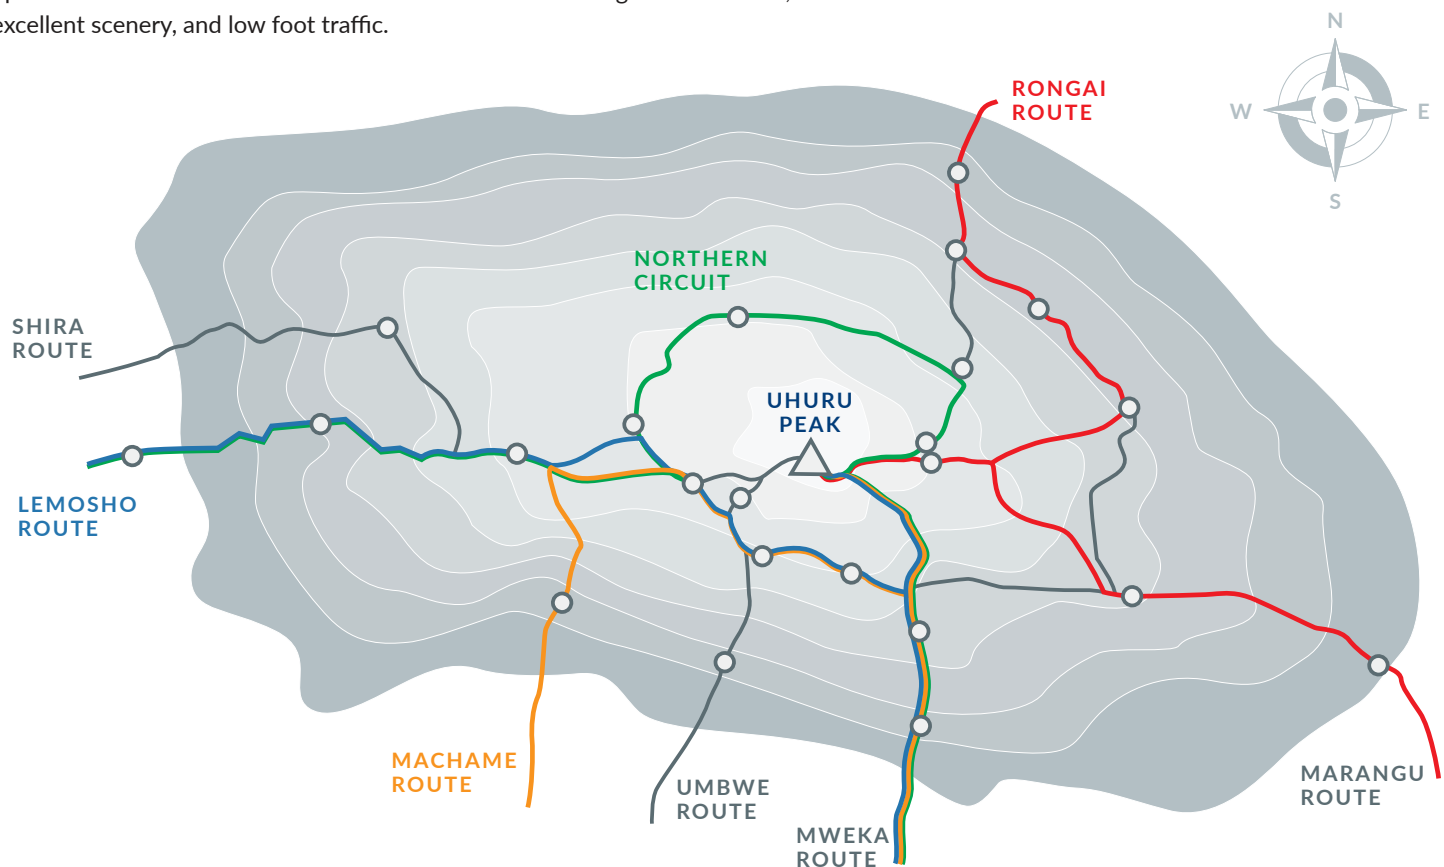 excellent scenery, and low foot traffic.
N
W
E
S
RONGAI
ROUTE
NORTHERN
CIRCUIT
SHIRA
ROUTE
UHURU
PEAK
LEMOSHO
ROUTE
MACHAME
ROUTE
UMBWE
ROUTE
MARANGU
ROUTE
MWEKA
ROUTE